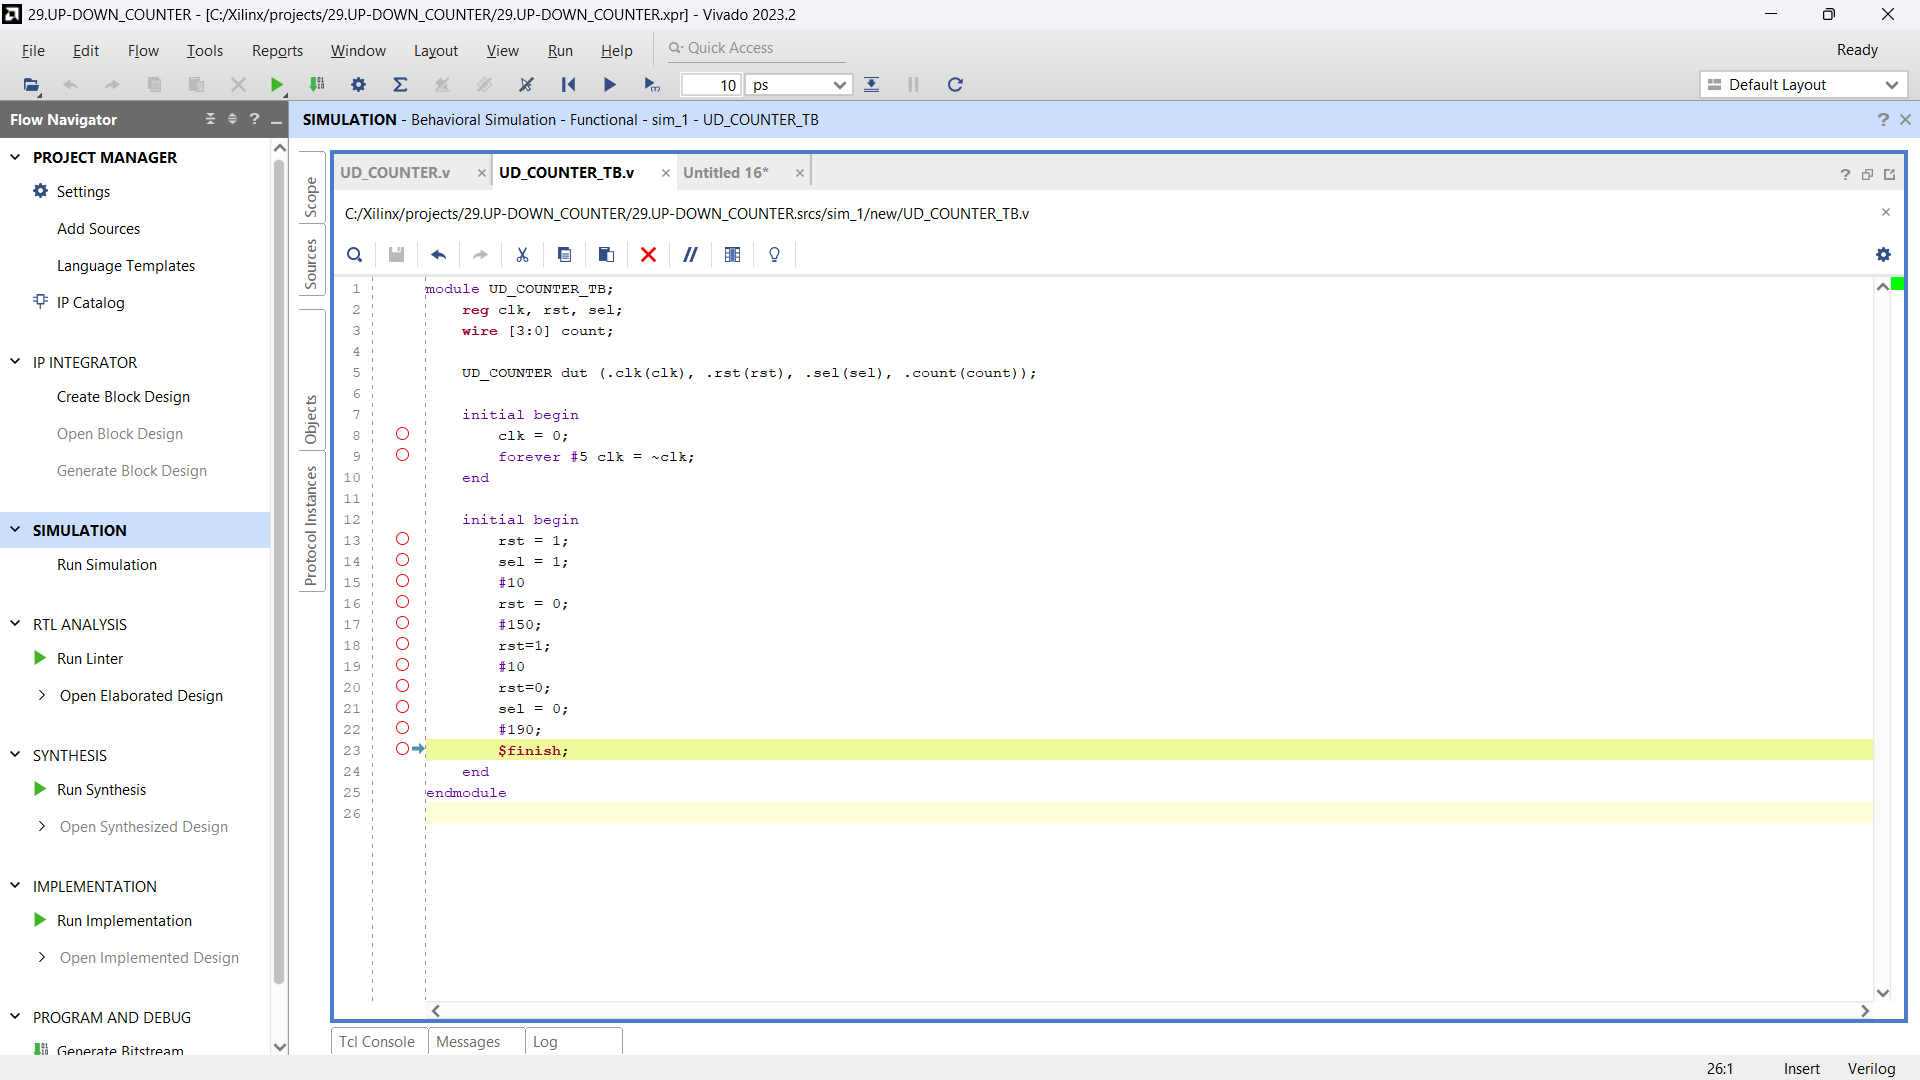 29.UP-DOWN_COUNTER - [C:/Xilinx/projects/29.UP-DOWN_COUNTER/29.UP-DOWN_COUNTER.xpr] - Vivado 2023.2
File Edit Flow Tools Reports Window Layout View Run Help Quick Access Ready
10 ps Default Layout
Flow Navigator
SIMULATION - Behavioral Simulation - Functional - sim_1 - UD_COUNTER_TB
PROJECT MANAGER
Settings
Add Sources
Language Templates
IP Catalog
IP INTEGRATOR
Create Block Design
Open Block Design
Generate Block Design
SIMULATION
Run Simulation
RTL ANALYSIS
Run Linter
Open Elaborated Design
SYNTHESIS
Run Synthesis
Open Synthesized Design
IMPLEMENTATION
Run Implementation
Open Implemented Design
PROGRAM AND DEBUG
Generate Bitstream
Scope
Sources
Objects
Protocol Instances
UD_COUNTER.v UD_COUNTER_TB.v Untitled 16*
C:/Xilinx/projects/29.UP-DOWN_COUNTER/29.UP-DOWN_COUNTER.srcs/sim_1/new/UD_COUNTER_TB.v
1 module UD_COUNTER_TB;
2 reg clk, rst, sel;
3 wire [3:0] count;
4
5 UD_COUNTER dut (.clk(clk), .rst(rst), .sel(sel), .count(count));
6
7 initial begin
8 clk = 0;
9 forever #5 clk = ~clk;
10 end
11
12 initial begin
13 rst = 1;
14 sel = 1;
15 #10
16 rst = 0;
17 #150;
18 rst=1;
19 #10
20 rst=0;
21 sel = 0;
22 #190;
23 $finish;
24 end
25 endmodule
26
Tcl Console Messages Log
26:1 Insert Verilog